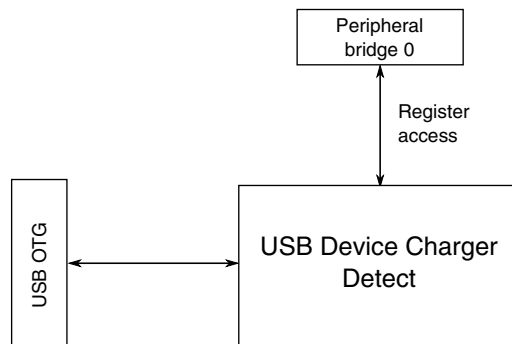 Peripheral
bridge 0
Register
access
USB OTG
USB Device Charger
Detect